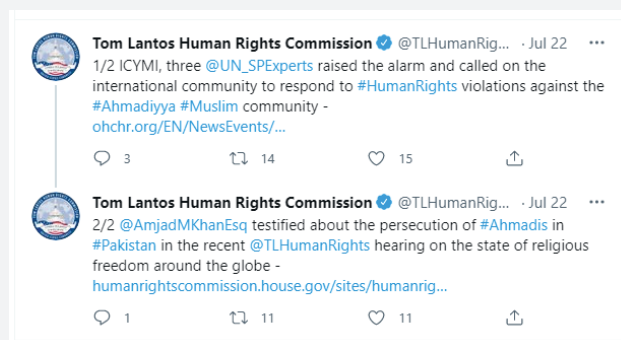 Tom Lantos Human Rights Commission @TLHumanRig... · Jul 22 ...
1/2 ICYMI, three @UN_SPExperts raised the alarm and called on the
international community to respond to #HumanRights violations against the
#Ahmadiyya #Muslim community -
ohchr.org/EN/NewsEvents/...
3 14 15
Tom Lantos Human Rights Commission @TLHumanRig... · Jul 22 ...
2/2 @AmjadMKhanEsq testified about the persecution of #Ahmadis in
#Pakistan in the recent @TLHumanRights hearing on the state of religious
freedom around the globe -
humanrightscommission.house.gov/sites/humanrig...
1 11 11